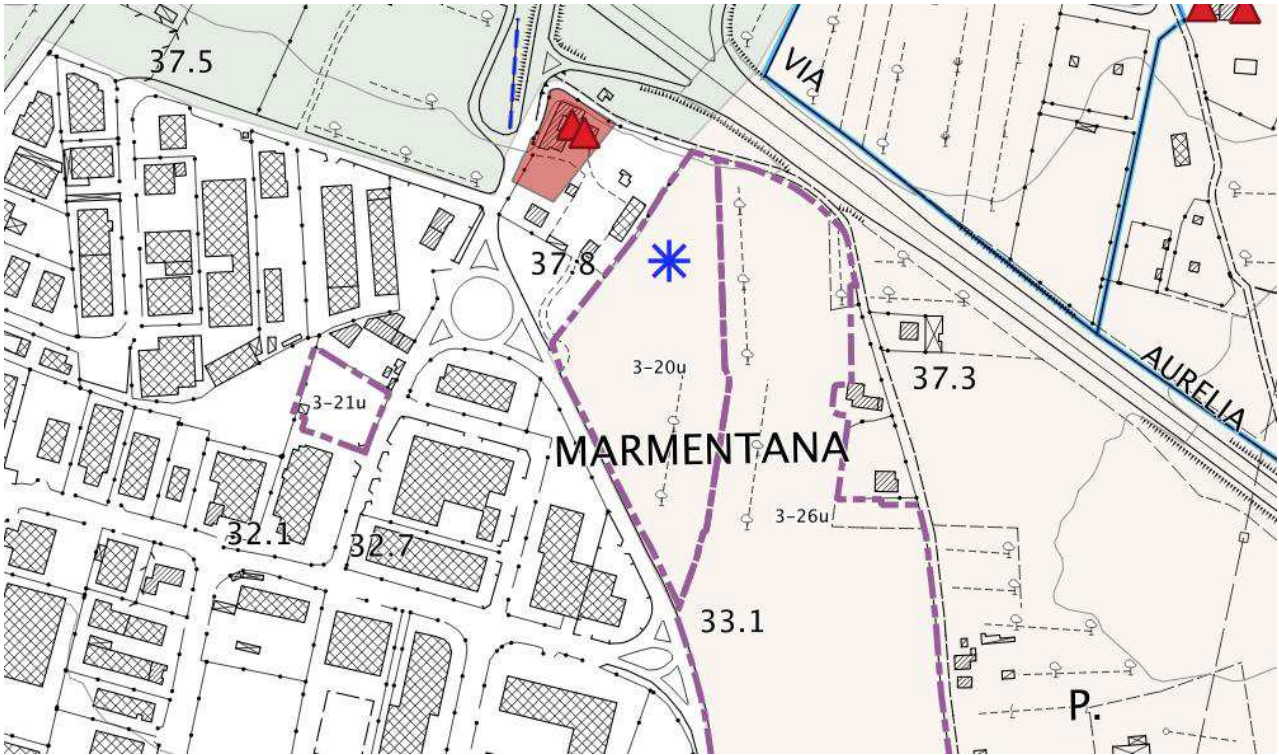 37.5
VIA
37.8
3-20u
37.3
AURELIA
3-21u
MARMENTANA
3-26u
32.1
32.7
33.1
P.